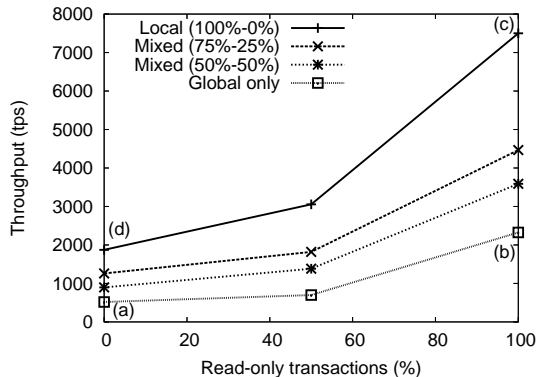 8000
7000
6000
5000
4000
3000
2000
1000
0
Throughput (tps)
Local (100%-0%)
Mixed (75%-25%)
Mixed (50%-50%)
Global only
(c)
(d)
(b)
(a)
0 20 40 60 80 100
Read-only transactions (%)